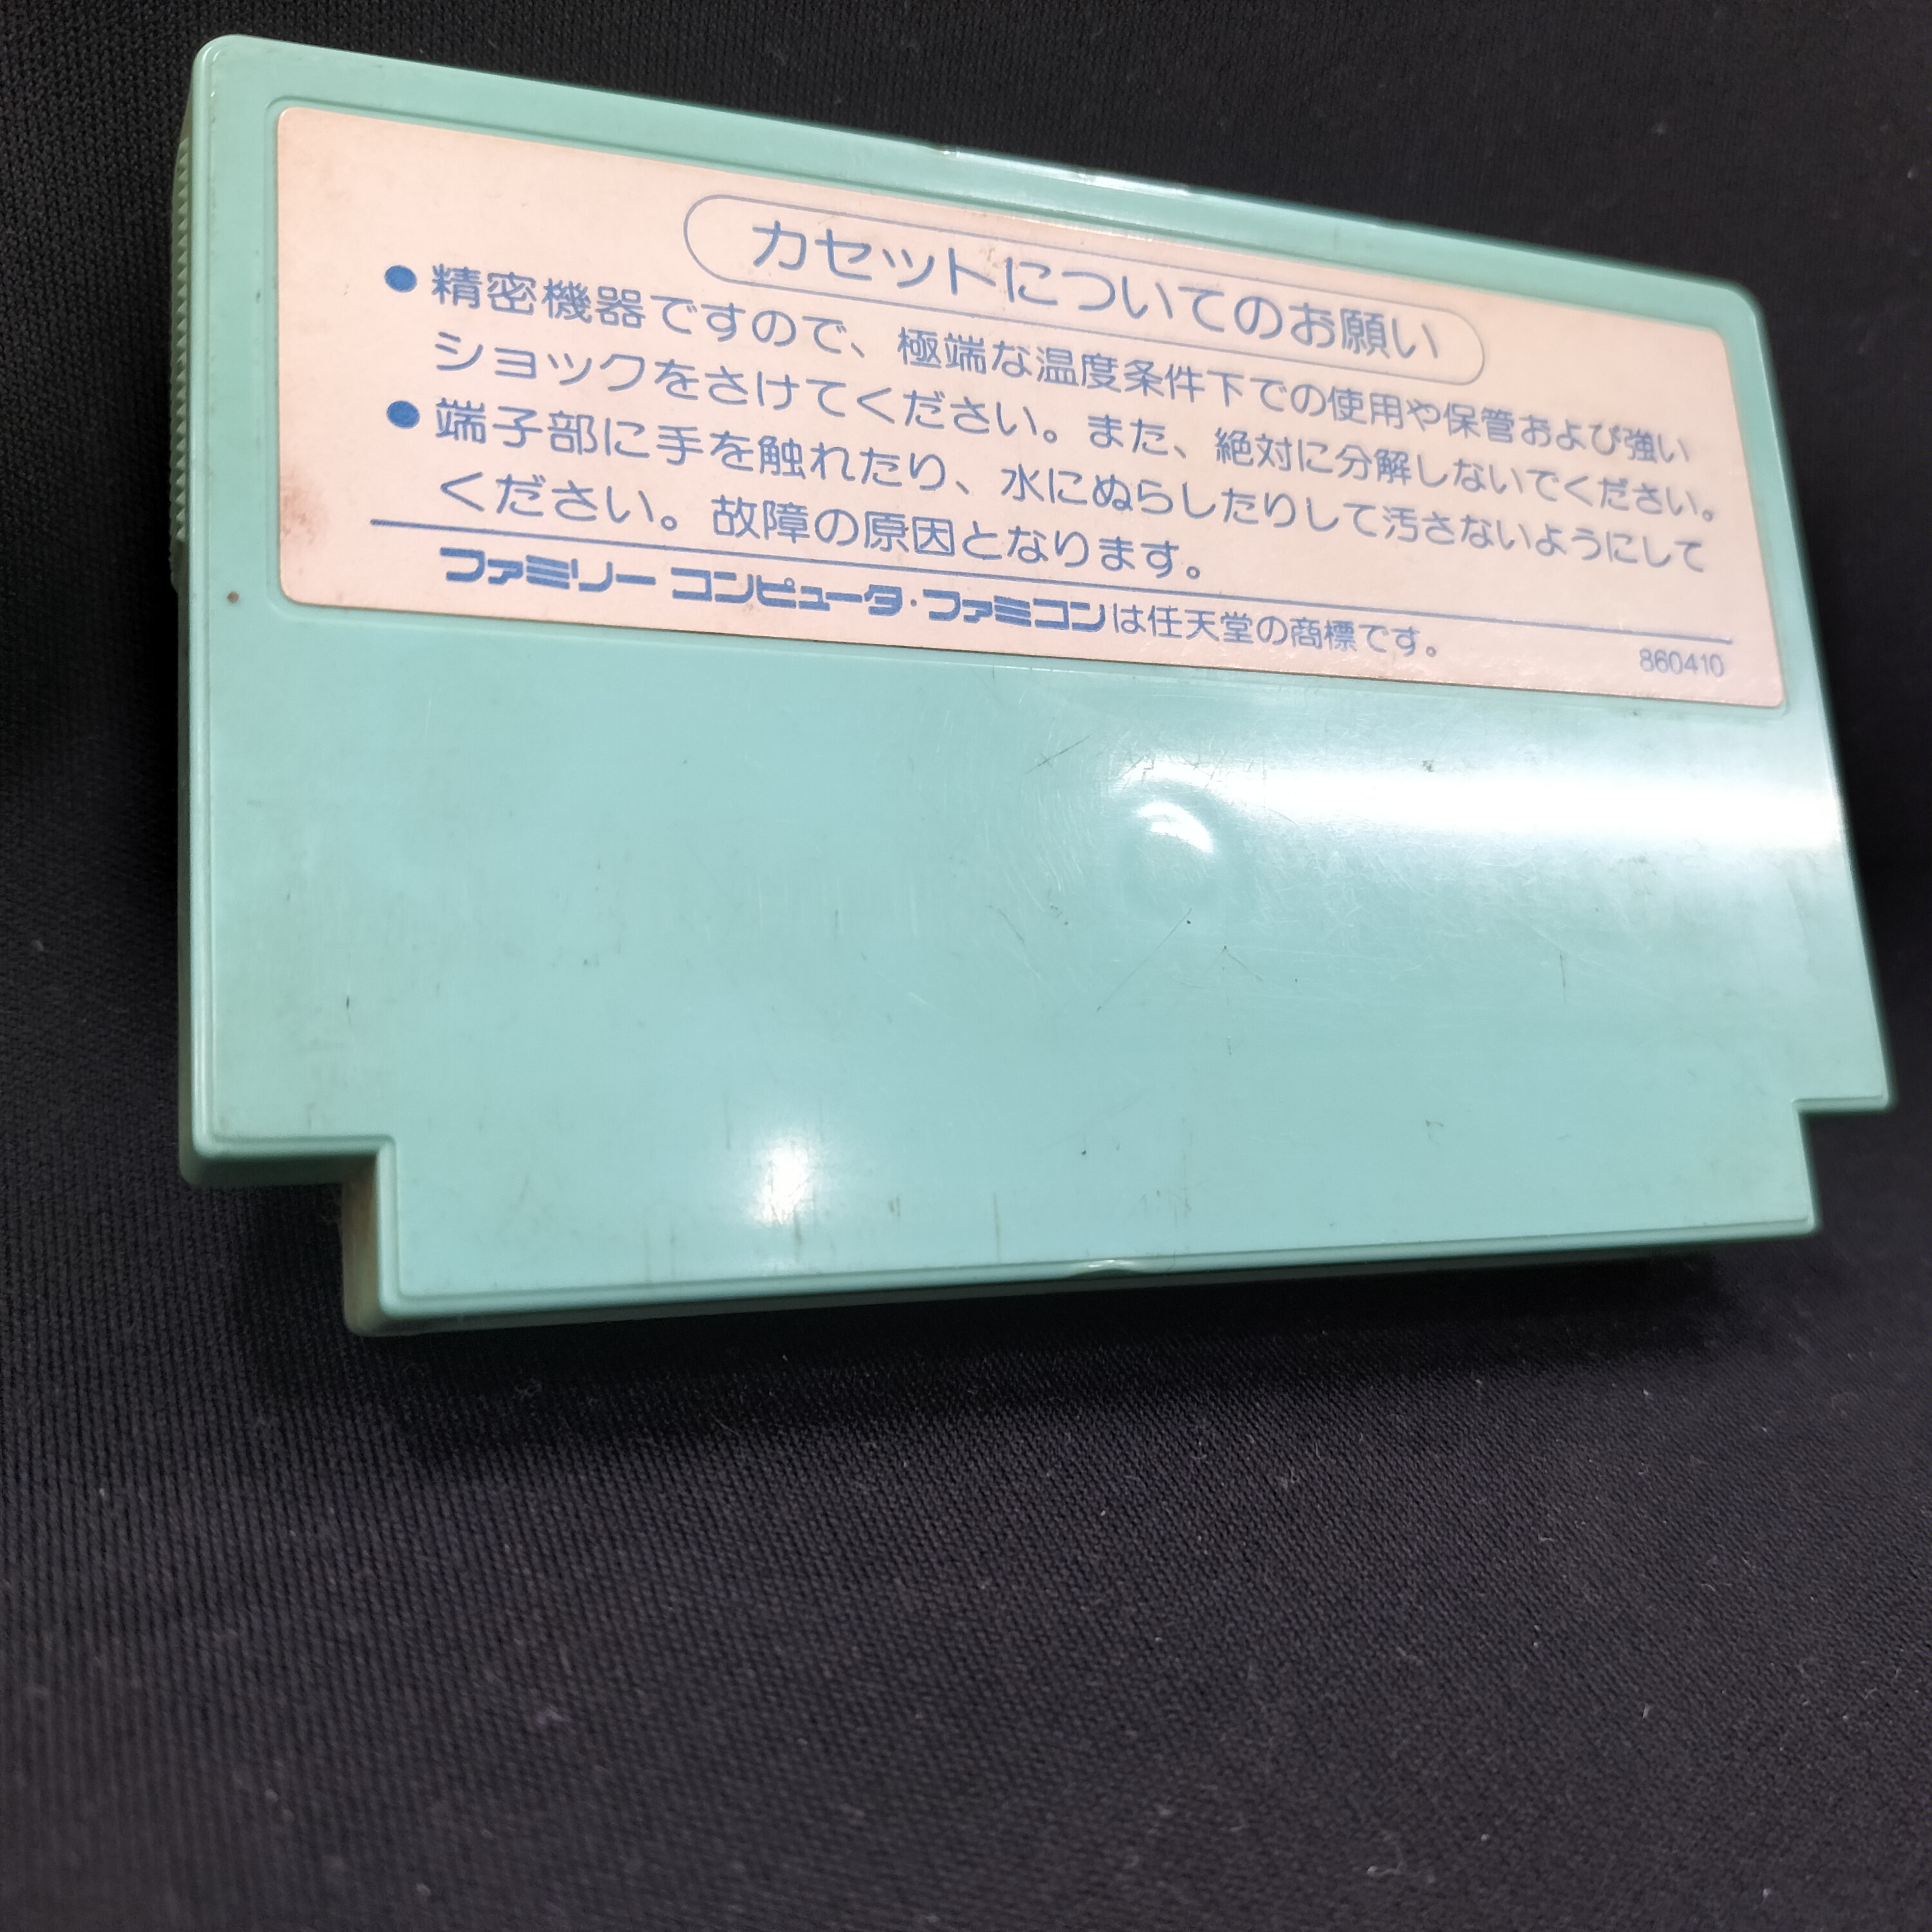 カセットについてのお願い
●精密機器ですので、極端な温度条件下での使用や保管および強い
ショックをさけてください。また、絶対に分解しないでください。
●端子部に手を触れたり、水にぬらしたりして汚さないようにして
ください。故障の原因となります。
ファミリー コンピュータ・ファミコンは任天堂の商標です。
860410